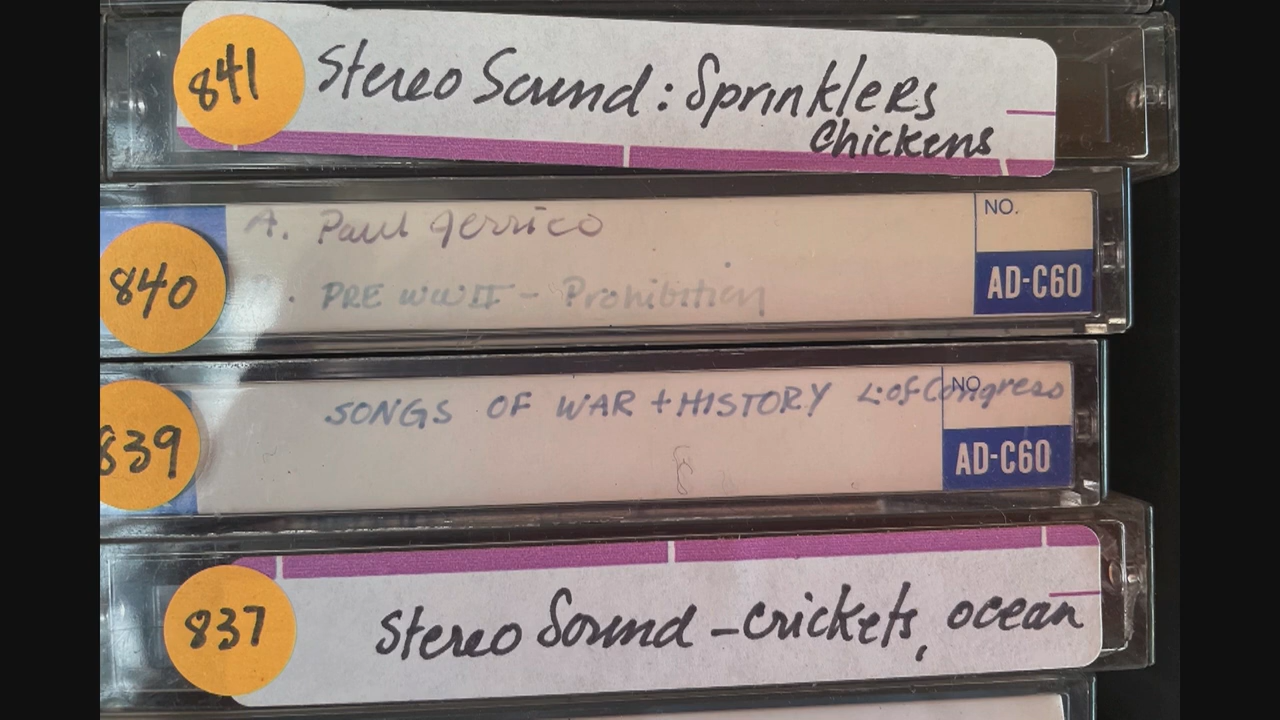 841 Stereo Sound: Sprinklers
Chickens
A. Paul Jerrico
NO.
840
PRE WWII - Prohibition
AD-C60
839
SONGS OF WAR + HISTORY L. of Congress
NO.
AD-C60
837
Stereo Sound - crickets, ocean